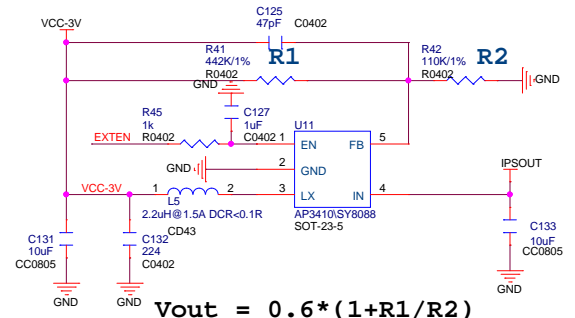 C125
47pF C0402
VCC-3V
R41
442K/1%
R0402
R1
R42
110K/1%
R0402
R2
GND
GND
C127
1uF
C0402
R45
1k
R0402
EXTEN
U11
1 EN FB 5
2 GND
GND
3 LX IN 4
AP3410\SY8088
SOT-23-5
IPSOUT
VCC-3V
1 2
L5
2.2uH@1.5A DCR<0.1R
CD43
C131
10uF
CC0805
C132
224
C0402
C133
10uF
CC0805
GND
GND
GND
Vout = 0.6*(1+R1/R2)